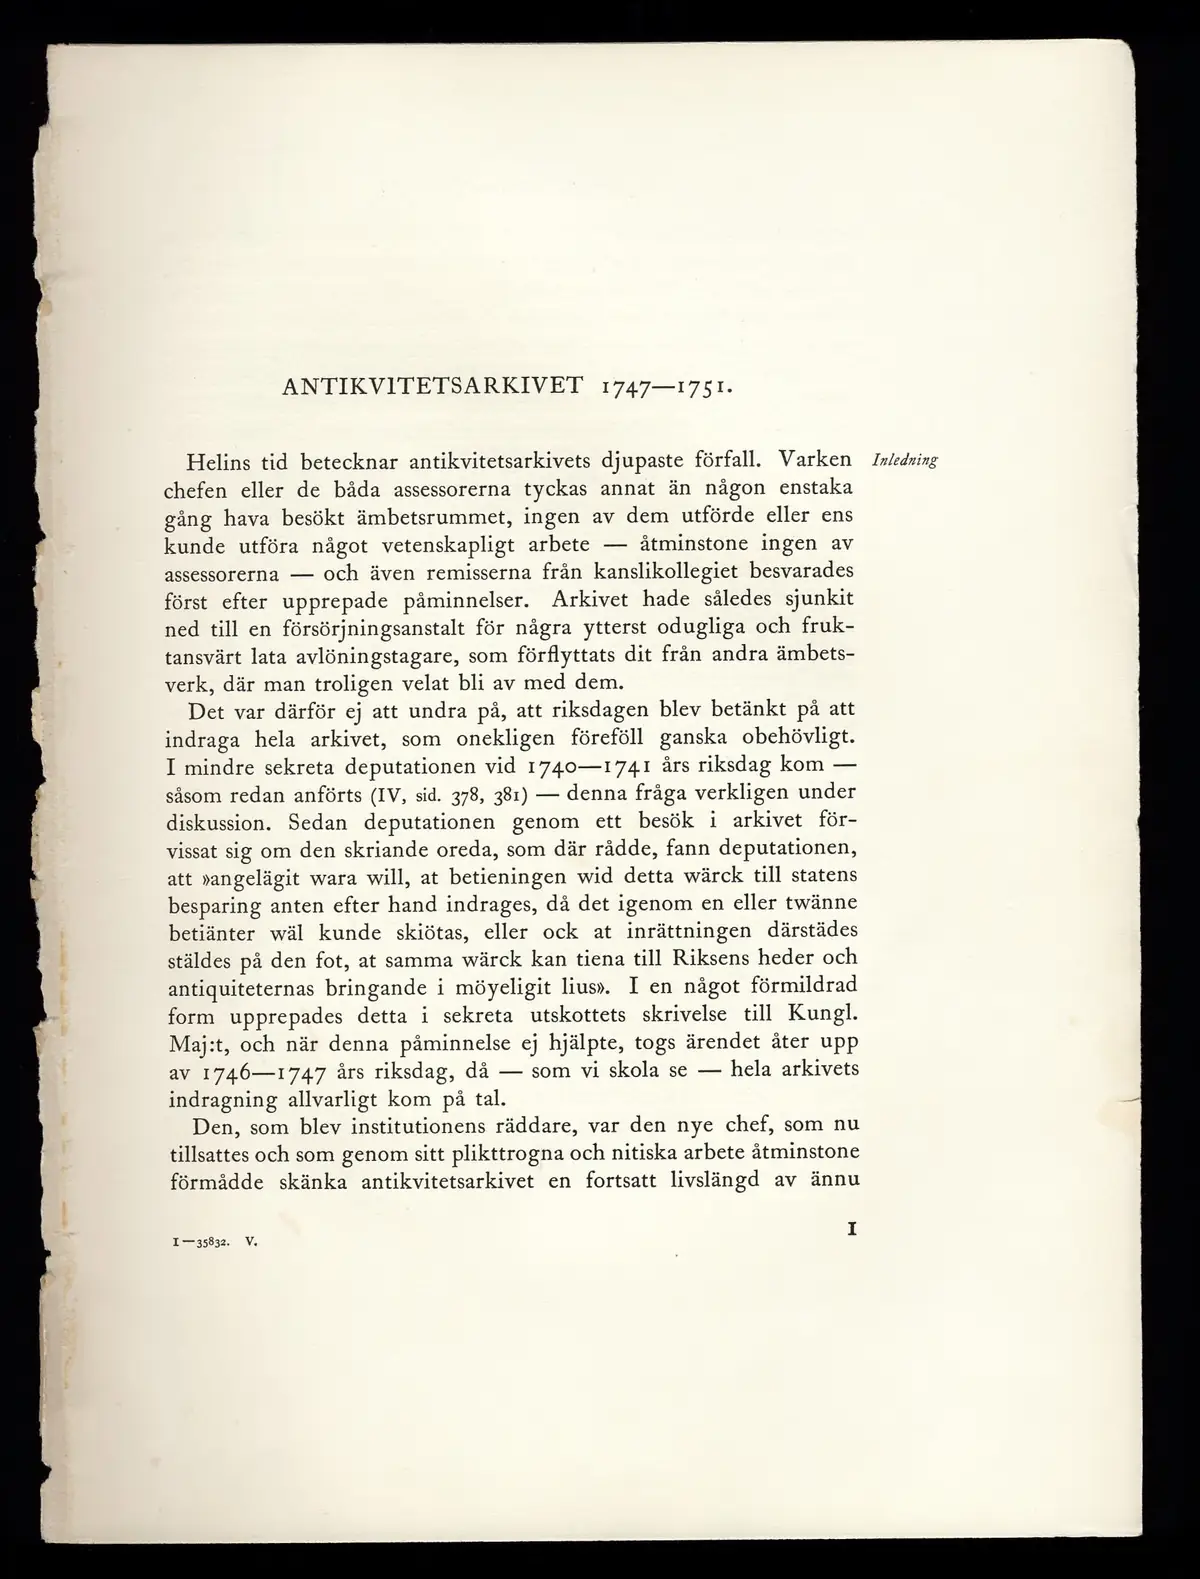 ANTIKVITETSARKIVET 1747—1751.
Helins tid betecknar antikvitetsarkivets djupaste förfall. Varken Inledning
chefen eller de båda assessorerna tyckas annat än någon enstaka
gång hava besökt ämbetsrummet, ingen av dem utförde eller ens
kunde utföra något vetenskapligt arbete — åtminstone ingen av
assessorerna — och även remisserna från kanslikollegiet besvarades
först efter upprepade påminnelser. Arkivet hade således sjunkit
ned till en försörjningsanstalt för några ytterst odugliga och fruk-
tansvärt lata avlöningstagare, som förflyttats dit från andra ämbets-
verk, där man troligen velat bli av med dem.
Det var därför ej att undra på, att riksdagen blev betänkt på att
indraga hela arkivet, som onekligen föreföll ganska obehövligt.
I mindre sekreta deputationen vid 1740—1741 års riksdag kom —
såsom redan anförts (IV, sid. 378, 381) — denna fråga verkligen under
diskussion. Sedan deputationen genom ett besök i arkivet för-
vissat sig om den skriande oreda, som där rådde, fann deputationen,
att »angelägit wara will, at betieningen wid detta wärck till statens
besparing anten efter hand indrages, då det igenom en eller twänne
betiänter wäl kunde skiötas, eller ock at inrättningen därstädes
stäldes på den fot, at samma wärck kan tiena till Riksens heder och
antiquiteternas bringande i möyeligit lius». I en något förmildrad
form upprepades detta i sekreta utskottets skrivelse till Kungl.
Maj:t, och när denna påminnelse ej hjälpte, togs ärendet åter upp
av 1746—1747 års riksdag, då — som vi skola se — hela arkivets
indragning allvarligt kom på tal.
Den, som blev institutionens räddare, var den nye chef, som nu
tillsattes och som genom sitt plikttrogna och nitiska arbete åtminstone
förmådde skänka antikvitetsarkivet en fortsatt livslängd av ännu
1—35832. V.
1